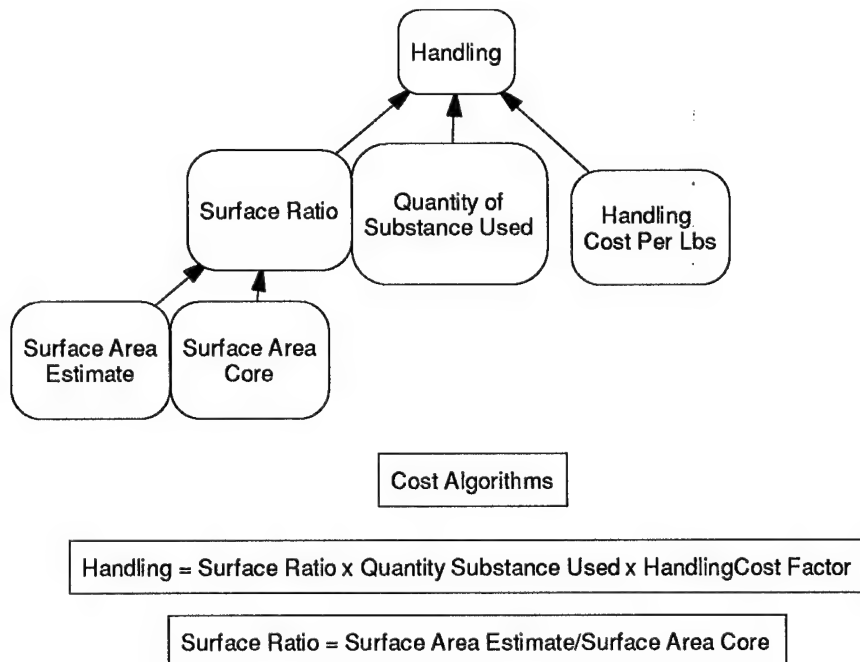 Handling
Surface Ratio
Quantity of
Substance Used
Handling
Cost Per Lbs
Surface Area
Estimate
Surface Area
Core
Cost Algorithms
Handling = Surface Ratio x Quantity Substance Used x HandlingCost Factor
Surface Ratio = Surface Area Estimate/Surface Area Core